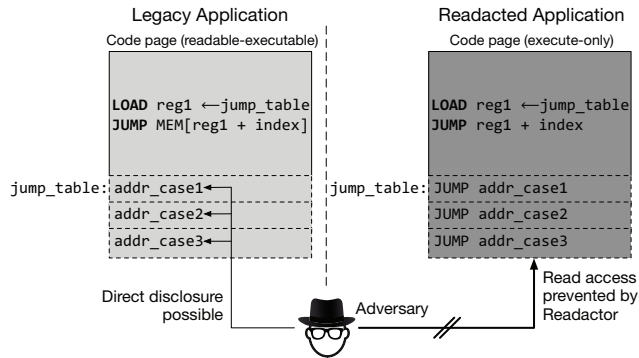 Legacy Application
Code page (readable-executable)
LOAD reg1 ←jump_table
JUMP MEM[reg1 + index]
jump_table: addr_case1
addr_case2
addr_case3
Direct disclosure
possible
Readacted Application
Code page (execute-only)
LOAD reg1 ←jump_table
JUMP reg1 + index
jump_table: JUMP addr_case1
JUMP addr_case2
JUMP addr_case3
Adversary
Read access
prevented by
Readactor